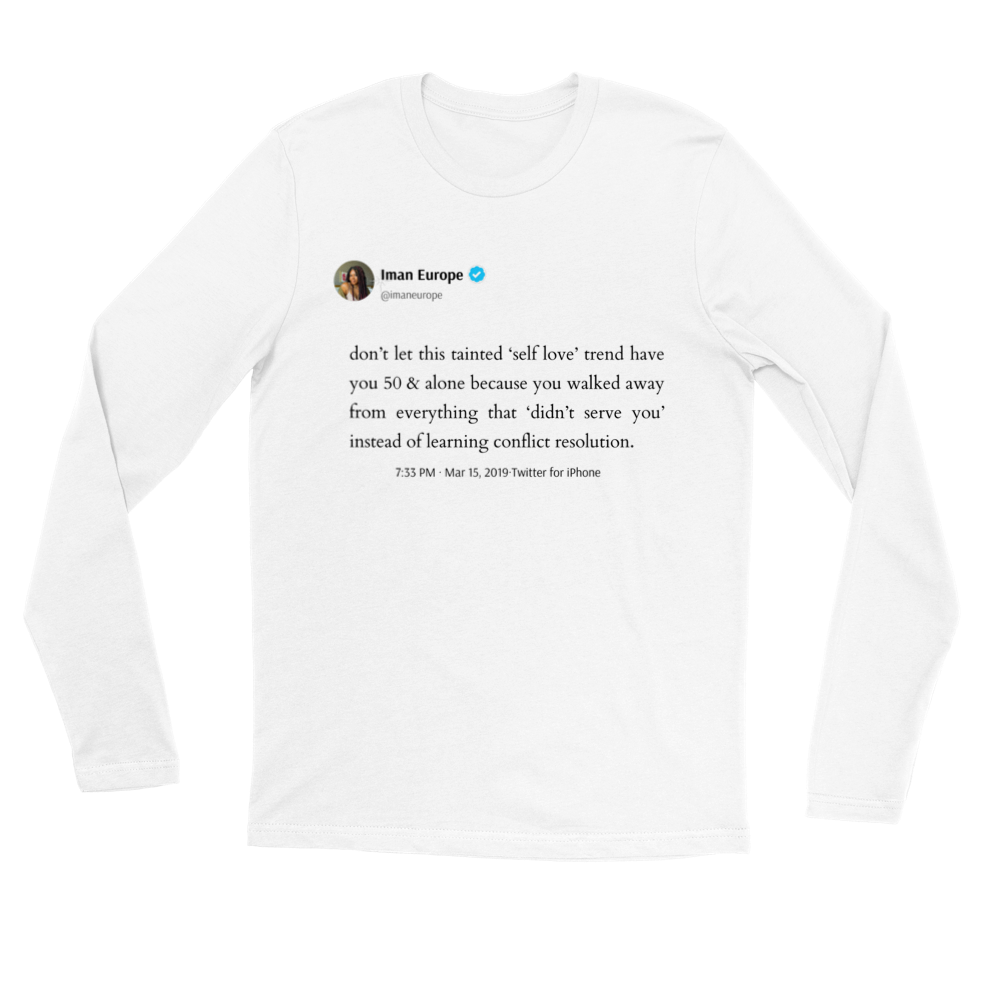 Iman Europe
@imaneurope
don’t let this tainted ‘self love’ trend have
you 50 & alone because you walked away
from everything that ‘didn’t serve you’
instead of learning conflict resolution.
7:33 PM · Mar 15, 2019·Twitter for iPhone